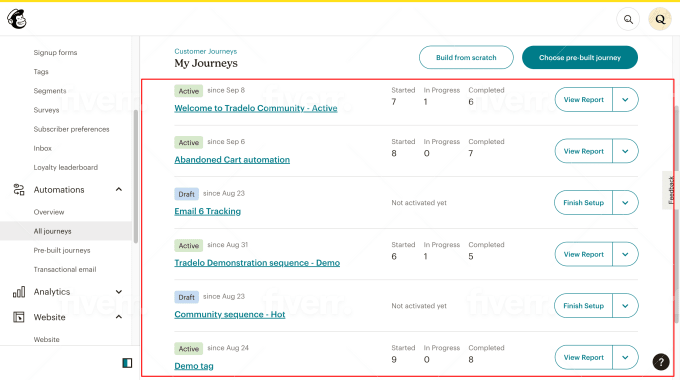 Q
Signup forms
Tags
Segments
Surveys
Subscriber preferences
Inbox
Loyalty leaderboard
Automations
Overview
All journeys
Pre-built journeys
Transactional email
Analytics
Website
Website
Customer Journeys
My Journeys
Build from scratch
Choose pre-built journey
Active since Sep 8
Welcome to Tradelo Community - Active
Started In Progress Completed
7 1 6
View Report
Active since Sep 6
Abandoned Cart automation
Started In Progress Completed
8 0 7
View Report
Draft since Aug 23
Email 6 Tracking
Not activated yet
Finish Setup
Active since Aug 31
Tradelo Demonstration sequence - Demo
Started In Progress Completed
6 1 5
View Report
Draft since Aug 23
Community sequence - Hot
Not activated yet
Finish Setup
Active since Aug 24
Demo tag
Started In Progress Completed
9 0 8
View Report
Feedback
?